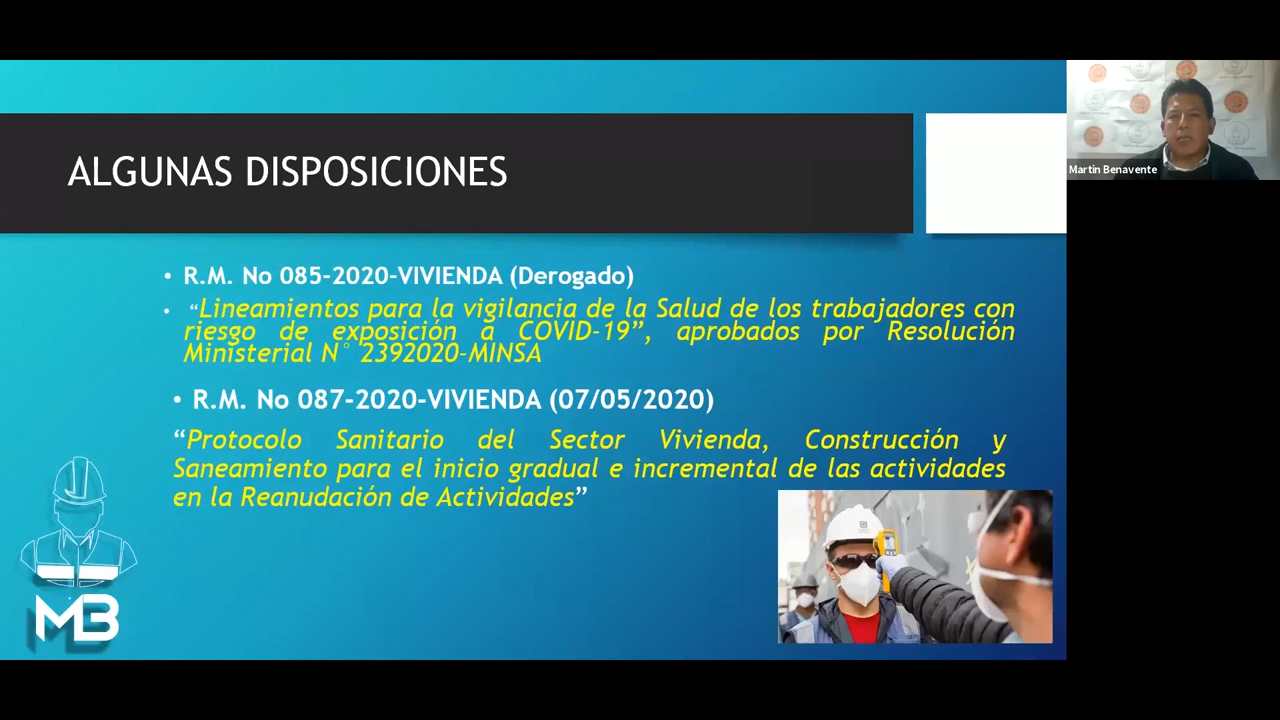 ALGUNAS DISPOSICIONES
Martin Benavente
• R.M. No 085-2020-VIVIENDA (Derogado)
• “Lineamientos para la vigilancia de la Salud de los trabajadores con
riesgo de exposición a COVID-19”, aprobados por Resolución
Ministerial N° 2392020-MINSA
• R.M. No 087-2020-VIVIENDA (07/05/2020)
“Protocolo Sanitario del Sector Vivienda, Construcción y
Saneamiento para el inicio gradual e incremental de las actividades
en la Reanudación de Actividades”
MB